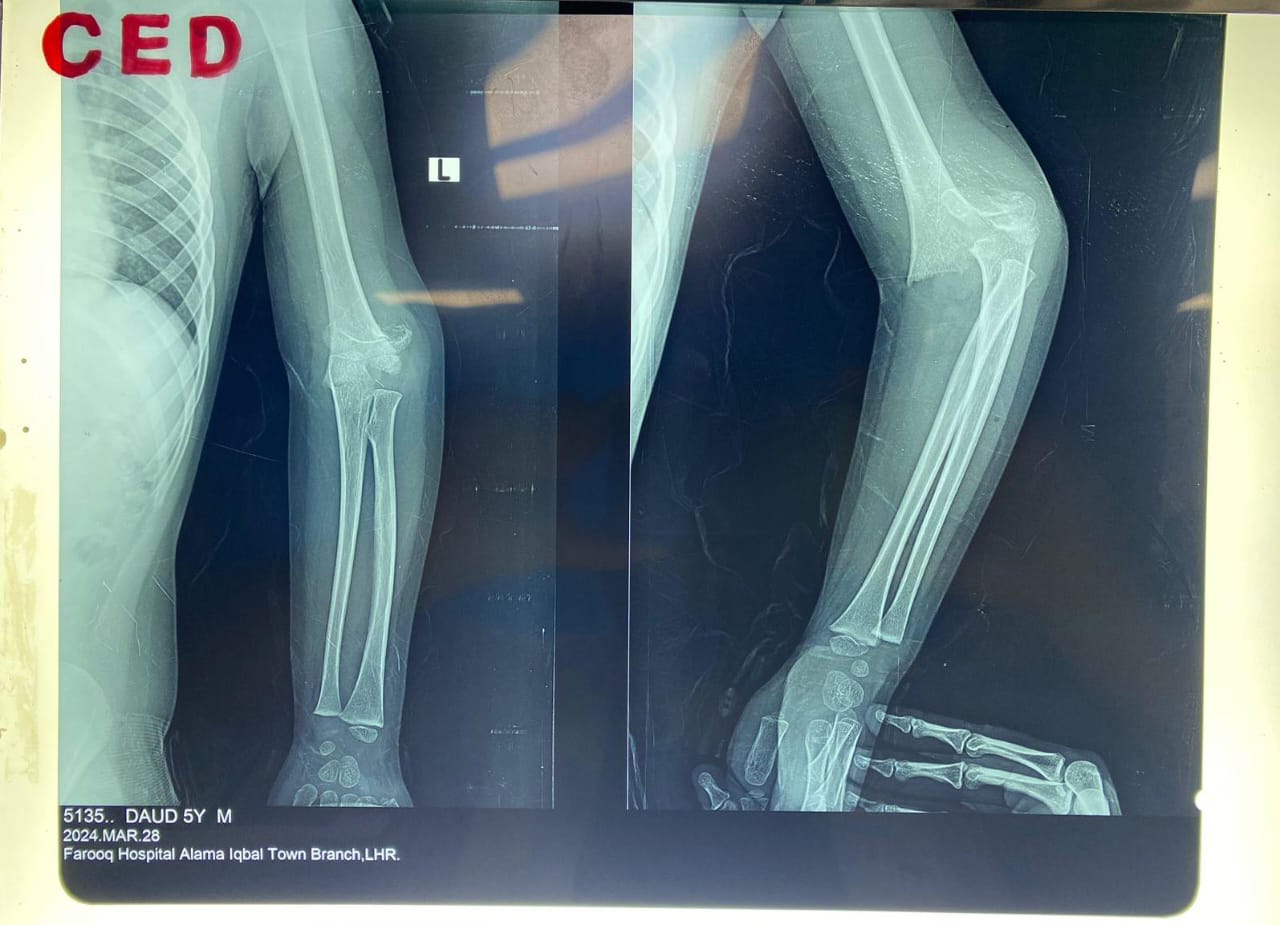 CED
L
5135.. DAUD 5Y M
2024.MAR.28
Farooq Hospital Alama Iqbal Town Branch,LHR.